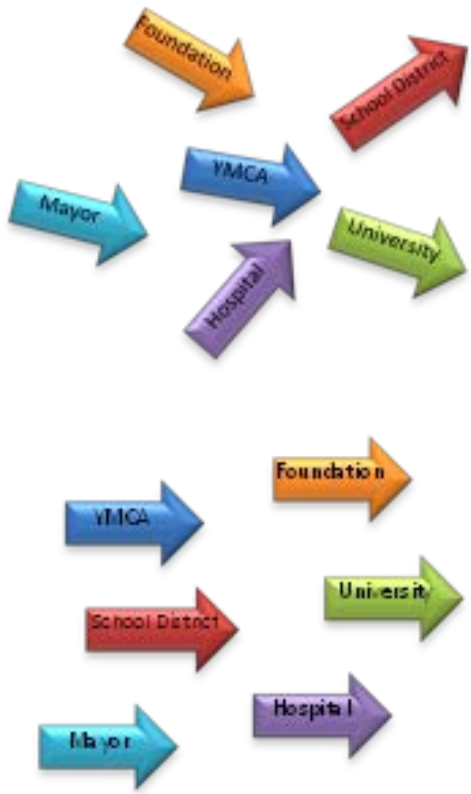 Foundation
School District
YMCA
Mayor
University
Hospital
Foundation
YMCA
University
School District
Hospital
Mayor